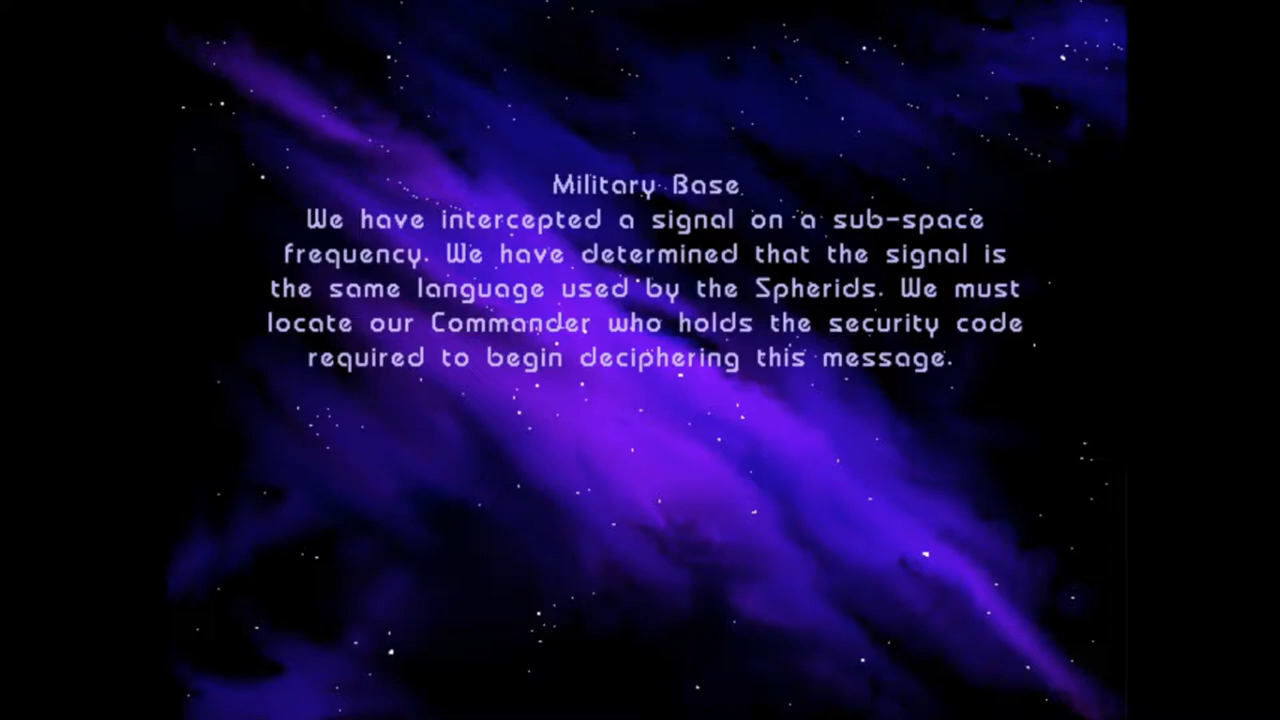 Military Base
We have intercepted a signal on a sub-space
frequency. We have determined that the signal is
the same language used by the Spherids. We must
locate our Commander who holds the security code
required to begin deciphering this message.